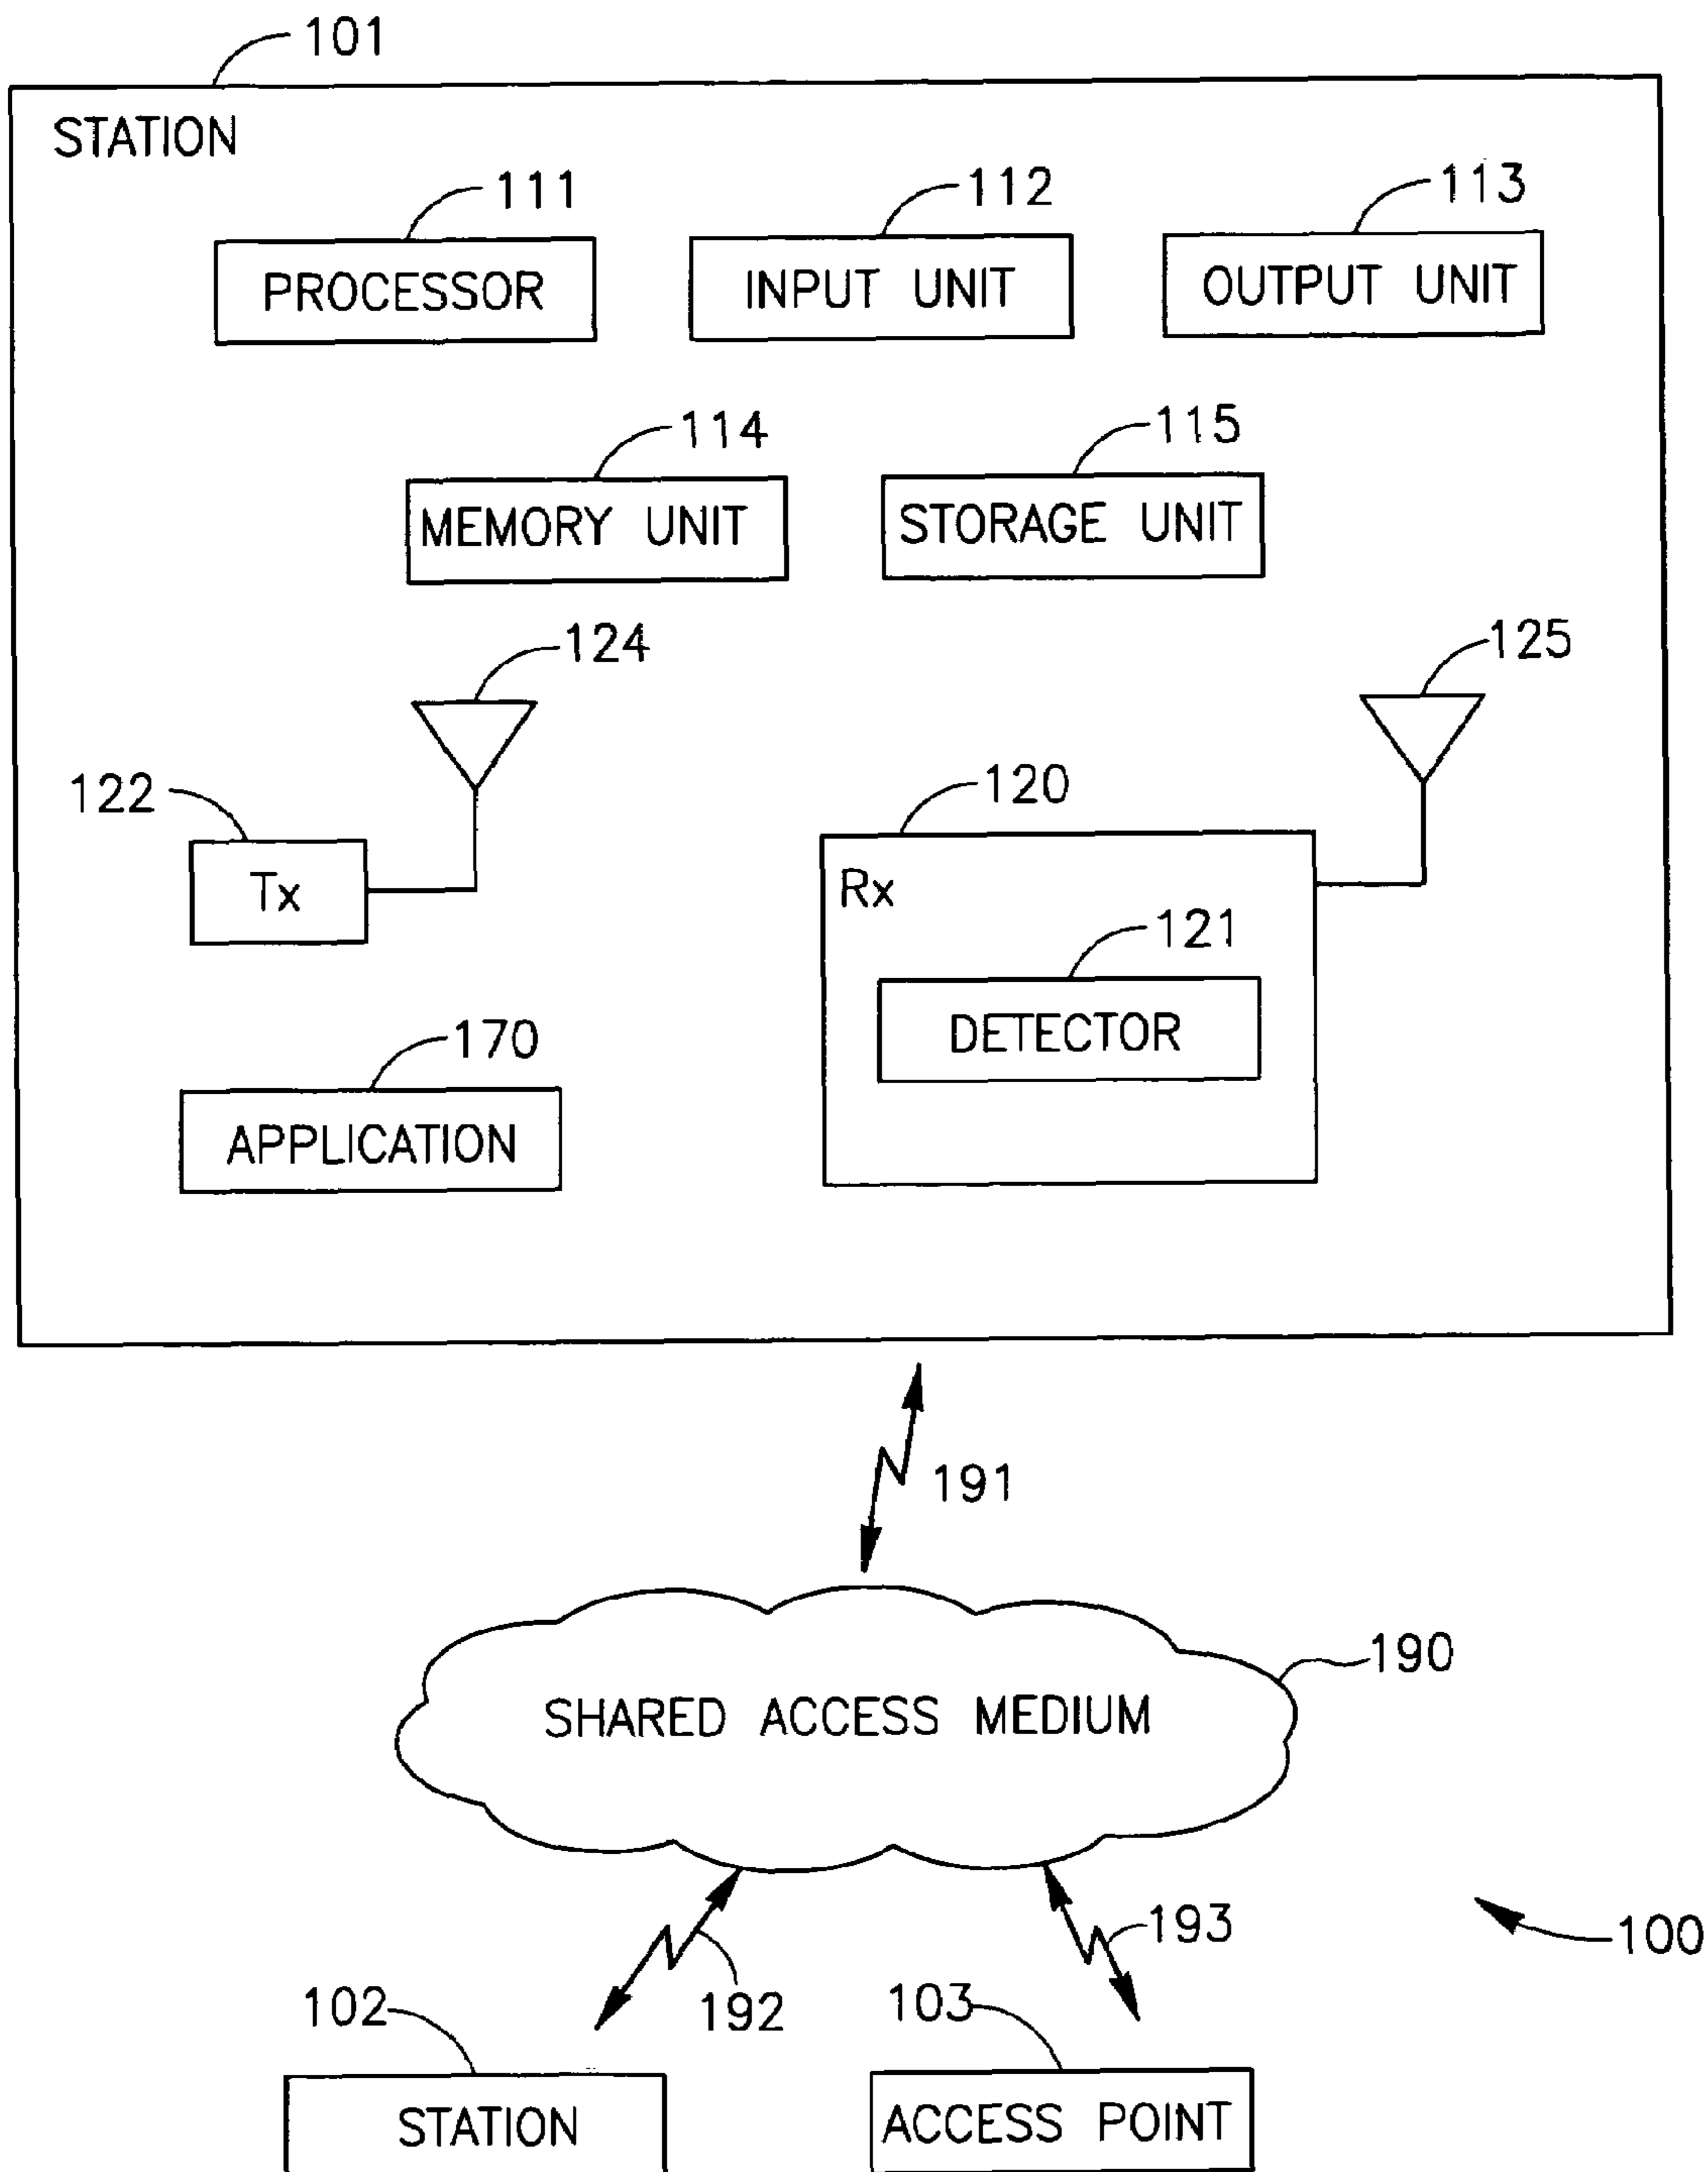 101
STATION
111
112
113
PROCESSOR
INPUT UNIT
OUTPUT UNIT
114
115
MEMORY UNIT
STORAGE UNIT
124
125
122
120
Tx
Rx
121
DETECTOR
170
APPLICATION
191
190
SHARED ACCESS MEDIUM
193
100
192
102
103
STATION
ACCESS POINT